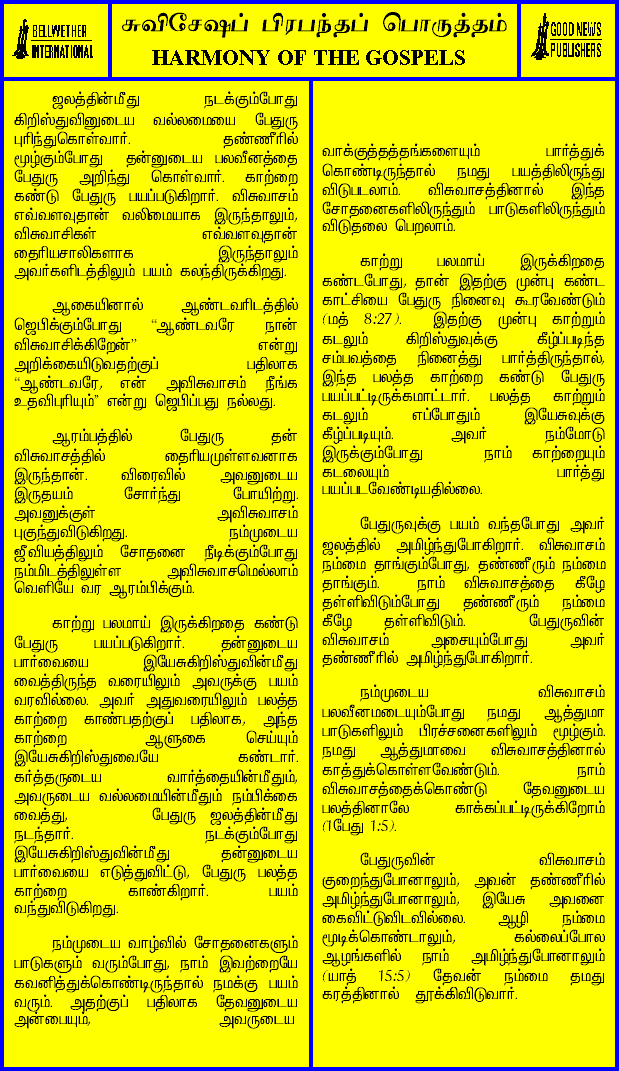 BELLWETHER
INTERNATIONAL
சுவிசேஷப் பிரபந்தப் பொருத்தம்
HARMONY OF THE GOSPELS
GOOD NEWS
PUBLISHERS
ஜலத்தின்மீது நடக்கும்போது
கிறிஸ்துவினுடைய வல்லமையை பேதுரு
புரிந்துகொள்வார். தண்ணீரில்
மூழ்கும்போது தன்னுடைய பலவீனத்தை
பேதுரு அறிந்து கொள்வார். காற்றை
கண்டு பேதுரு பயப்படுகிறார். விசுவாசம்
எவ்வளவுதான் வலிமையாக இருந்தாலும்,
விசுவாசிகள் எவ்வளவுதான்
தைரியசாலிகளாக இருந்தாலும்
அவர்களிடத்திலும் பயம் கலந்திருக்கிறது.
ஆகையினால் ஆண்டவரிடத்தில்
ஜெபிக்கும்போது “ஆண்டவரே நான்
விசுவாசிக்கிறேன்” என்று
அறிக்கையிடுவதற்குப் பதிலாக
“ஆண்டவரே, என் அவிசுவாசம் நீங்க
உதவிபுரியும்” என்று ஜெபிப்பது நல்லது.
ஆரம்பத்தில் பேதுரு தன்
விசுவாசத்தில் தைரியமுள்ளவனாக
இருந்தான். விரைவில் அவனுடைய
இருதயம் சோர்ந்து போயிற்று.
அவனுக்குள் அவிசுவாசம்
புகுந்துவிடுகிறது. நம்முடைய
ஜீவியத்திலும் சோதனை நீடிக்கும்போது
நம்மிடத்திலுள்ள அவிசுவாசமெல்லாம்
வெளியே வர ஆரம்பிக்கும்.
காற்று பலமாய் இருக்கிறதை கண்டு
பேதுரு பயப்படுகிறார். தன்னுடைய
பார்வையை இயேசுகிறிஸ்துவின்மீது
வைத்திருந்த வரையிலும் அவருக்கு பயம்
வரவில்லை. அவர் அதுவரையிலும் பலத்த
காற்றை காண்பதற்குப் பதிலாக, அந்த
காற்றை ஆளுகை செய்யும்
இயேசுகிறிஸ்துவையே கண்டார்.
கர்த்தருடைய வார்த்தையின்மீதும்,
அவருடைய வல்லமையின்மீதும் நம்பிக்கை
வைத்து, பேதுரு ஜலத்தின்மீது
நடந்தார். நடக்கும்போது
இயேசுகிறிஸ்துவின்மீது தன்னுடைய
பார்வையை எடுத்துவிட்டு, பேதுரு பலத்த
காற்றை காண்கிறார். பயம்
வந்துவிடுகிறது.
நம்முடைய வாழ்வில் சோதனைகளும்
பாடுகளும் வரும்போது, நாம் இவற்றையே
கவனித்துக்கொண்டிருந்தால் நமக்கு பயம்
வரும். அதற்குப் பதிலாக தேவனுடைய
அன்பையும், அவருடைய
வாக்குத்தத்தங்களையும் பார்த்துக்
கொண்டிருந்தால் நமது பயத்திலிருந்து
விடுபடலாம். விசுவாசத்தினால் இந்த
சோதனைகளிலிருந்தும் பாடுகளிலிருந்தும்
விடுதலை பெறலாம்.
காற்று பலமாய் இருக்கிறதை
கண்டபோது, தான் இதற்கு முன்பு கண்ட
காட்சியை பேதுரு நினைவு கூரவேண்டும்
(மத் 8:27). இதற்கு முன்பு காற்றும்
கடலும் கிறிஸ்துவுக்கு கீழ்ப்படிந்த
சம்பவத்தை நினைத்து பார்த்திருந்தால்,
இந்த பலத்த காற்றை கண்டு பேதுரு
பயப்பட்டிருக்கமாட்டார். பலத்த காற்றும்
கடலும் எப்போதும் இயேசுவுக்கு
கீழ்ப்படியும். அவர் நம்மோடு
இருக்கும்போது நாம் காற்றையும்
கடலையும் பார்த்து
பயப்படவேண்டியதில்லை.
பேதுருவுக்கு பயம் வந்தபோது அவர்
ஜலத்தில் அமிழ்ந்துபோகிறார். விசுவாசம்
நம்மை தாங்கும்போது, தண்ணீரும் நம்மை
தாங்கும். நாம் விசுவாசத்தை கீழே
தள்ளிவிடும்போது தண்ணீரும் நம்மை
கீழே தள்ளிவிடும். பேதுருவின்
விசுவாசம் அசையும்போது அவர்
தண்ணீரில் அமிழ்ந்துபோகிறார்.
நம்முடைய விசுவாசம்
பலவீனமடையும்போது நமது ஆத்துமா
பாடுகளிலும் பிரச்சனைகளிலும் மூழ்கும்.
நமது ஆத்துமாவை விசுவாசத்தினால்
காத்துக்கொள்ளவேண்டும். நாம்
விசுவாசத்தைக்கொண்டு தேவனுடைய
பலத்தினாலே காக்கப்பட்டிருக்கிறோம்
(1பேது 1:5).
பேதுருவின் விசுவாசம்
குறைந்துபோனாலும், அவன் தண்ணீரில்
அமிழ்ந்துபோனாலும், இயேசு அவனை
கைவிட்டுவிடவில்லை. ஆழி நம்மை
மூடிக்கொண்டாலும், கல்லைப்போல
ஆழங்களில் நாம் அமிழ்ந்துபோனாலும்
(யாத் 15:5) தேவன் நம்மை தமது
கரத்தினால் தூக்கிவிடுவார்.